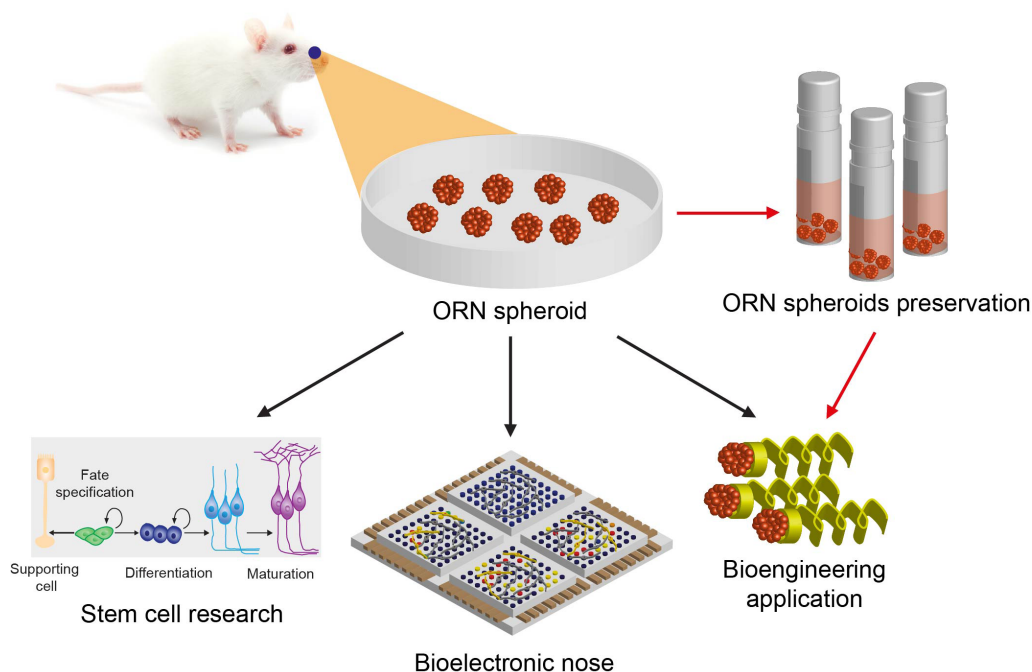 ORN spheroid
ORN spheroids preservation
Fate
specification
Supporting
cell
Differentiation
Maturation
Stem cell research
Bioelectronic nose
Bioengineering
application